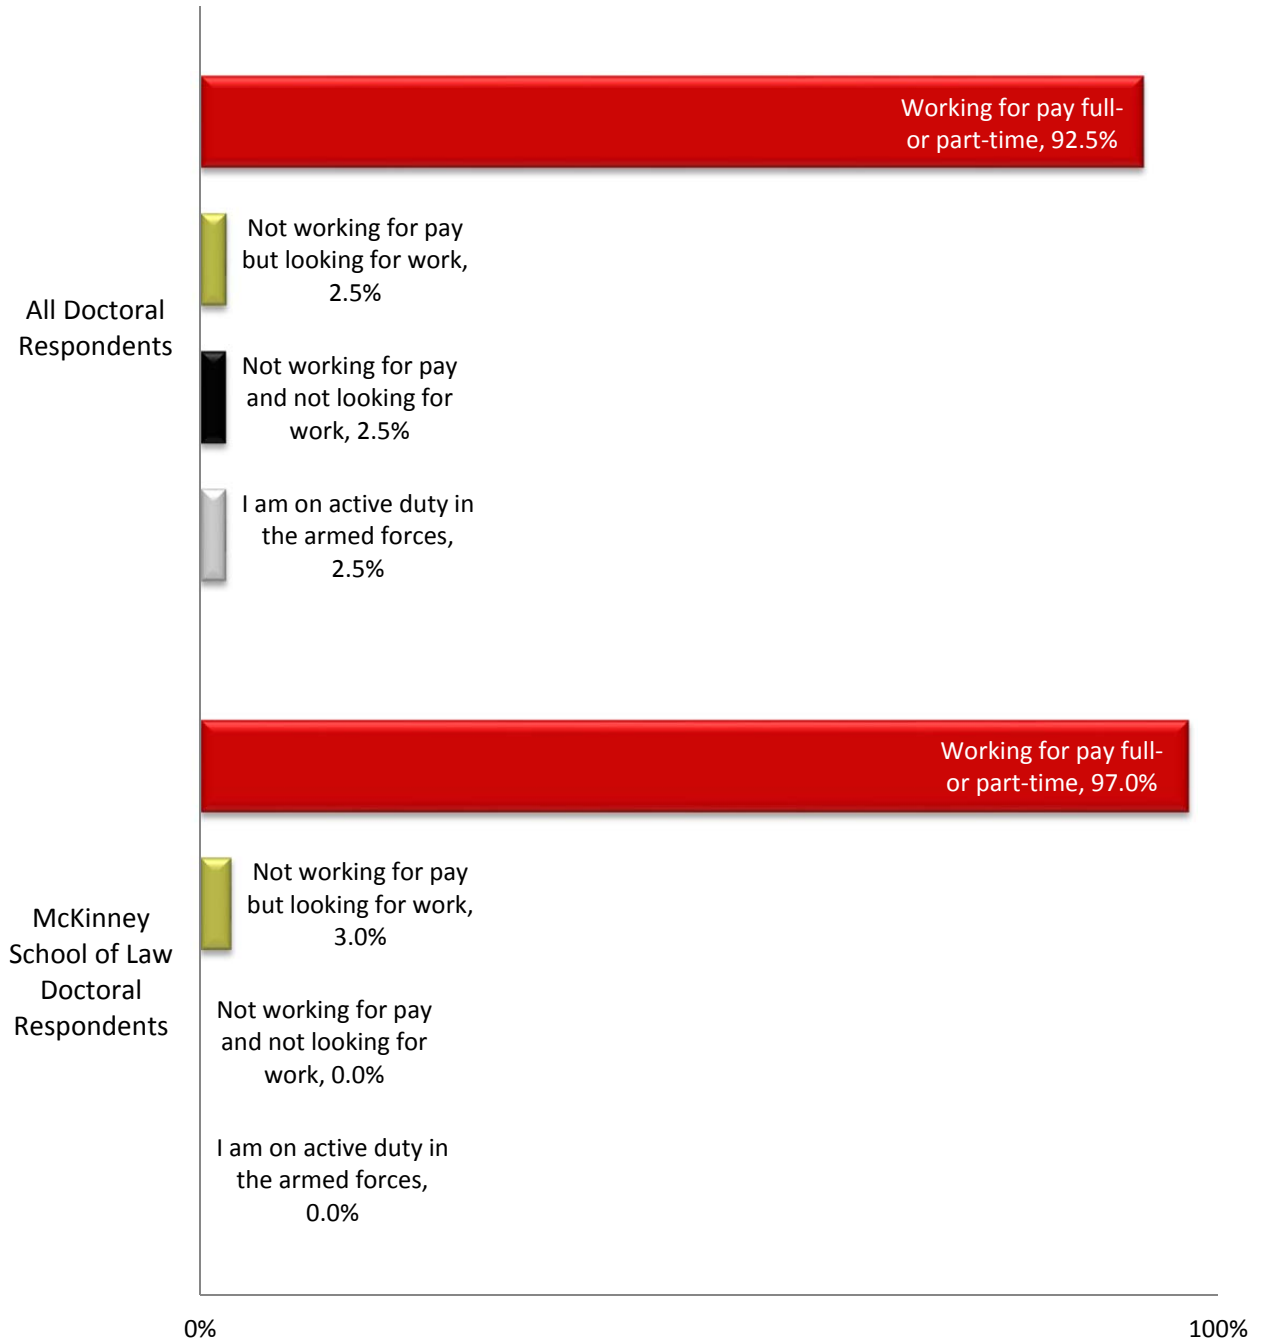 Working for pay full-
or part-time, 92.5%
Not working for pay
but looking for work,
2.5%
All Doctoral
Respondents
Not working for pay
and not looking for
work, 2.5%
I am on active duty in
the armed forces,
2.5%
Working for pay full-
or part-time, 97.0%
Not working for pay
but looking for work,
3.0%
McKinney
School of Law
Doctoral
Respondents
Not working for pay
and not looking for
work, 0.0%
I am on active duty in
the armed forces,
0.0%
0%
100%